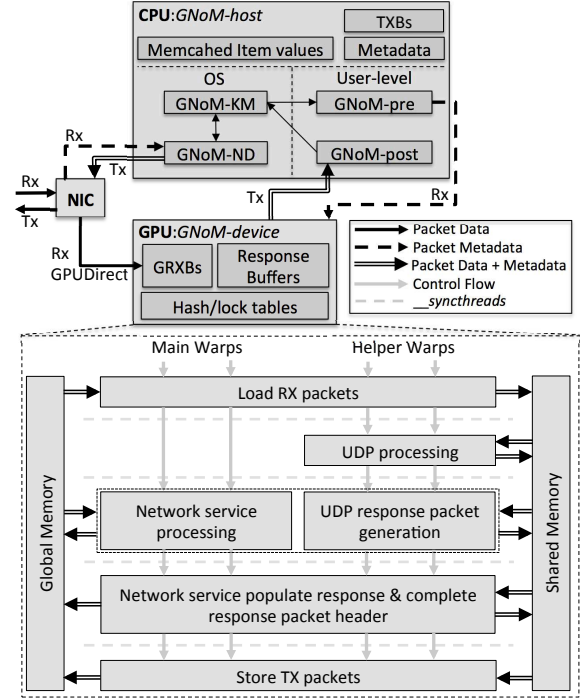 CPU:GNoM-host
TXBs
Memcahed Item values
Metadata
OS
User-level
GNoM-KM
GNoM-pre
Rx
GNoM-ND
GNoM-post
Tx
Rx
NIC
Tx
Tx
Rx
GPU:GNoM-device
Rx
GPUDirect
GRXBs
Response
Buffers
Hash/lock tables
Packet Data
Packet Metadata
Packet Data + Metadata
Control Flow
__syncthreads
Main Warps
Helper Warps
Load RX packets
UDP processing
Global Memory
Shared Memory
Network service
processing
UDP response packet
generation
Network service populate response & complete
response packet header
Store TX packets